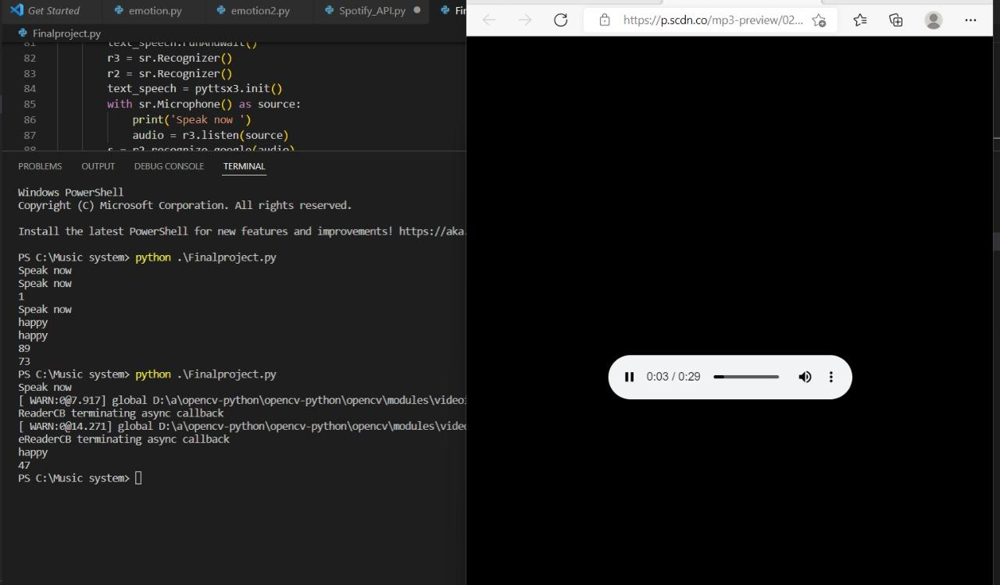 Get Started emotion.py emotion2.py Spotify_API.py Fin
Finalproject.py
81 text_speech.runAndWait()
82 r3 = sr.Recognizer()
83 r2 = sr.Recognizer()
84 text_speech = pyttsx3.init()
85 with sr.Microphone() as source:
86 print('Speak now ')
87 audio = r3.listen(source)
88 s = r2.recognize_google(audio)
PROBLEMS OUTPUT DEBUG CONSOLE TERMINAL
Windows PowerShell
Copyright (C) Microsoft Corporation. All rights reserved.
Install the latest PowerShell for new features and improvements! https://aka.
PS C:\Music system> python .\Finalproject.py
Speak now
Speak now
1
Speak now
happy
happy
89
73
PS C:\Music system> python .\Finalproject.py
Speak now
[ WARN:0@7.917] global D:\a\opencv-python\opencv-python\opencv\modules\videoi
ReaderCB terminating async callback
[ WARN:0@14.271] global D:\a\opencv-python\opencv-python\opencv\modules\video
eReaderCB terminating async callback
happy
47
PS C:\Music system>
https://p.scdn.co/mp3-preview/02...
0:03 / 0:29